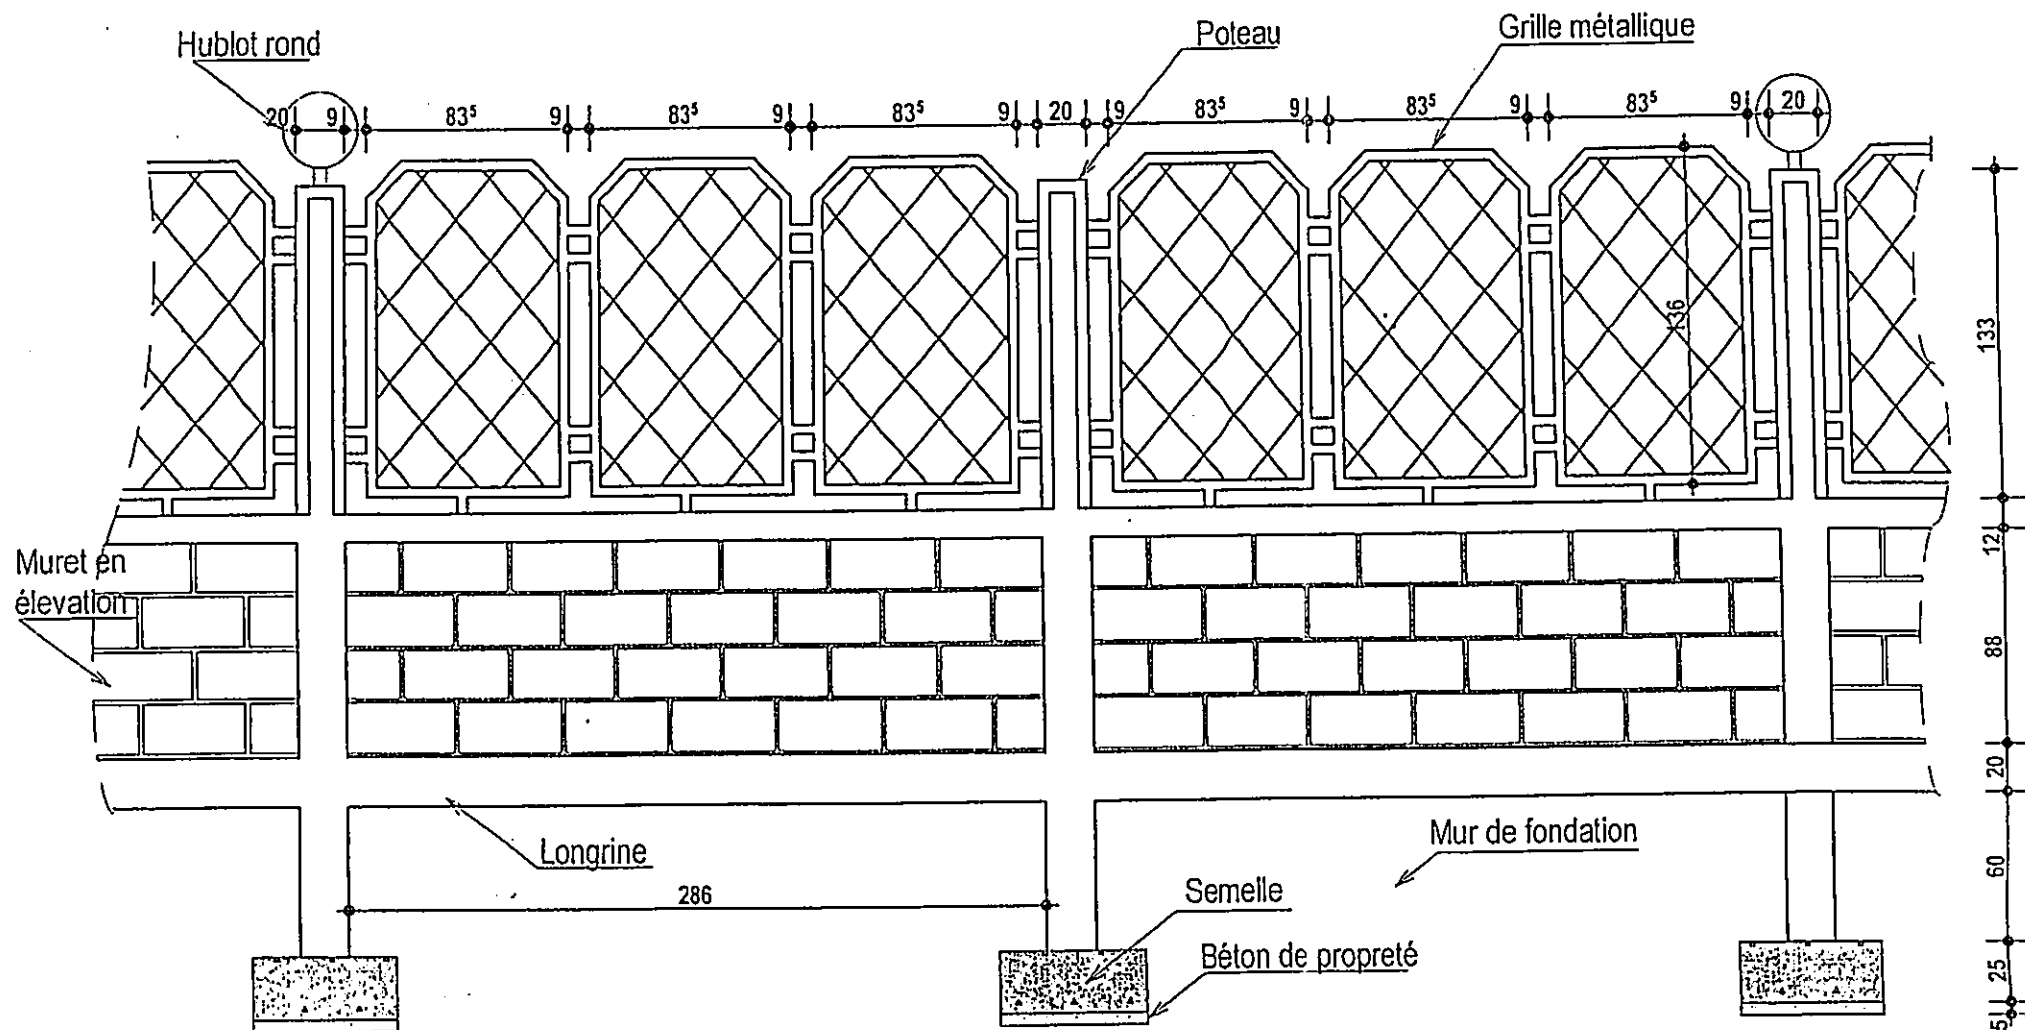 Hublot rond
Poteau
Grille métallique
20 9 83⁵ 9 83⁵ 9 83⁵ 9 20 9 83⁵ 9 83⁵ 9 83⁵ 9 20
136
133
12
Muret en
élevation
88
20
Longrine
Mur de fondation
60
286
Semelle
Béton de propreté
25
5